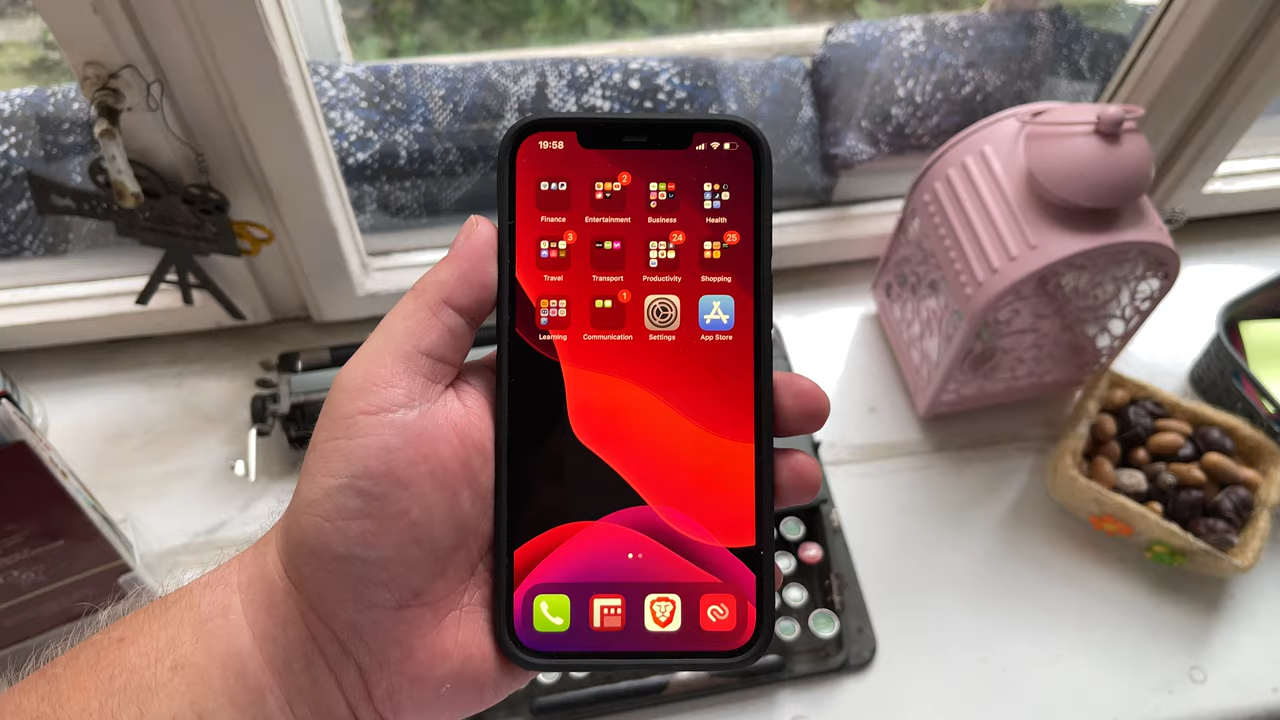 19:58
2
Finance Entertainment Business Health
3 24 25
Travel Transport Productivity Shopping
1
Learning Communication Settings App Store